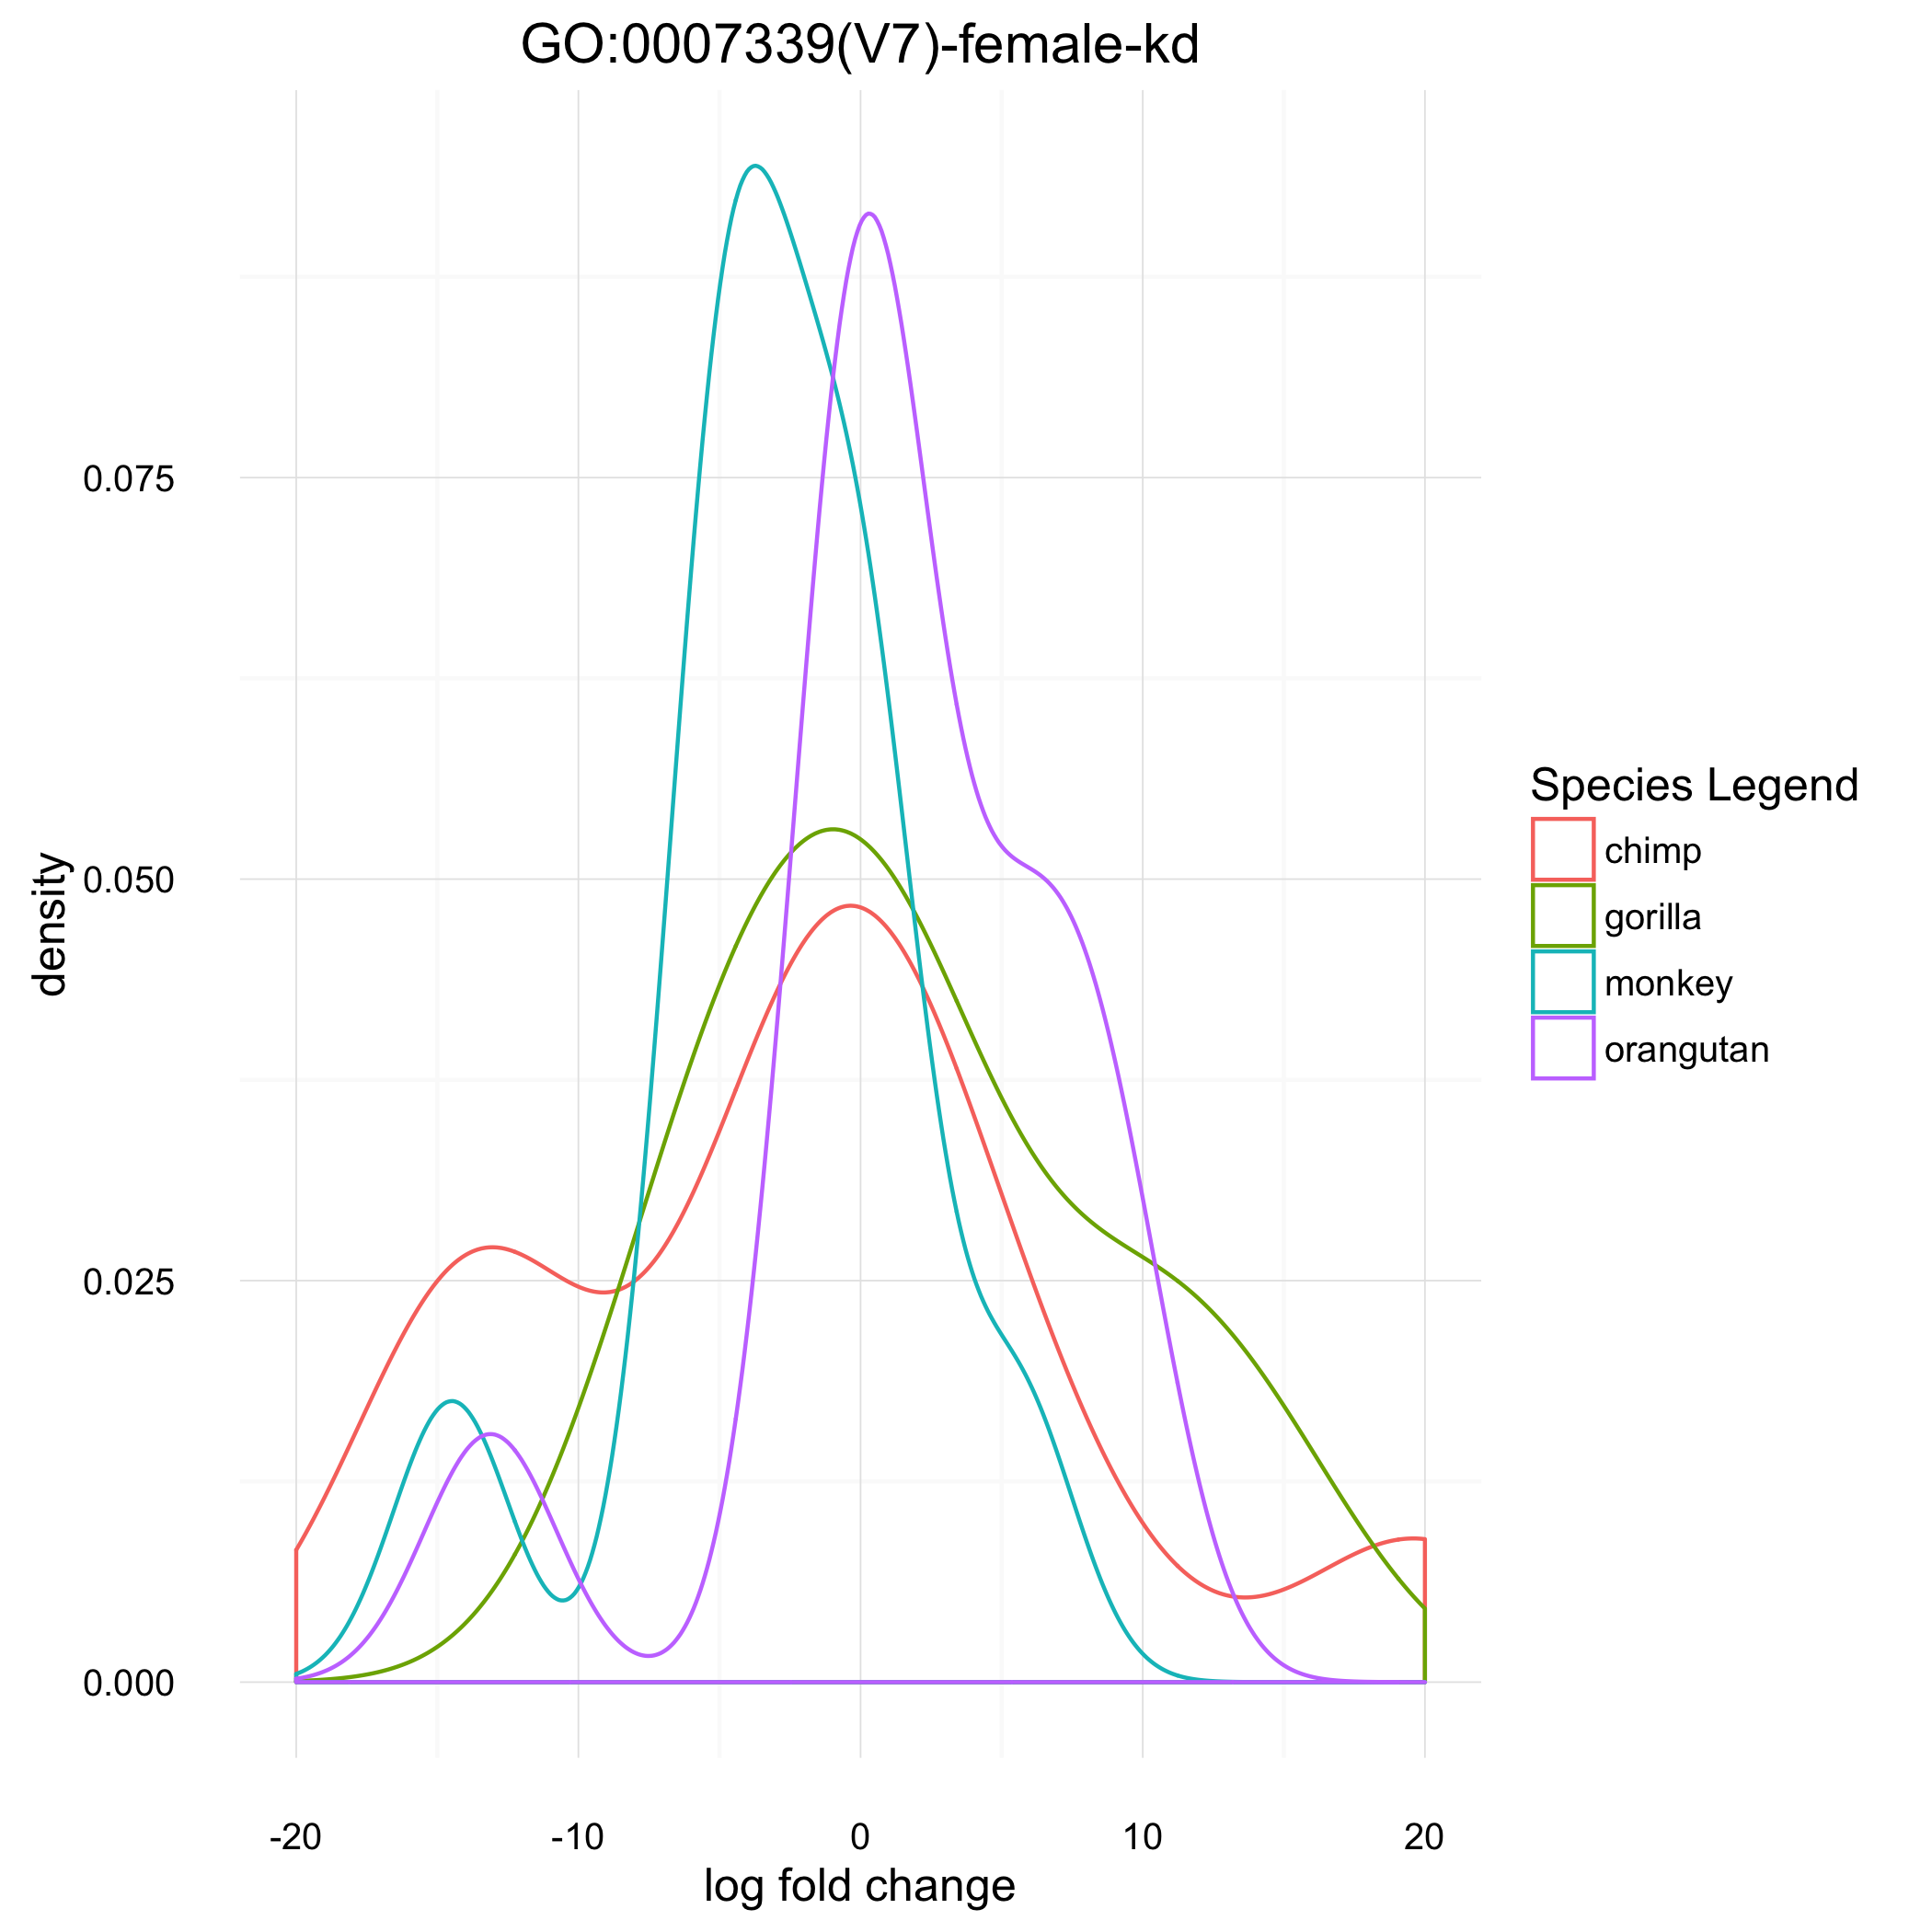 GO:0007339(V7)-female-kd
density
0.075
0.050
0.025
0.000
-20 -10 0 10 20
log fold change
Species Legend
chimp
gorilla
monkey
orangutan